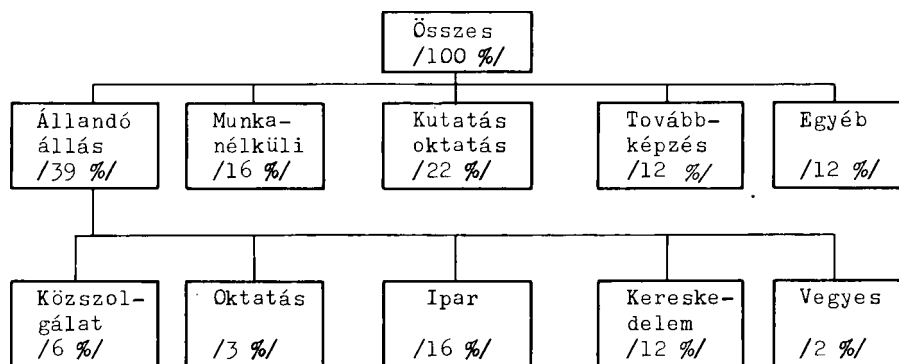 Összes
/100 %/
Állandó
állás
/39 %/
Munka-
nélküli
/16 %/
Kutatás
oktatás
/22 %/
Tovább-
képzés
/12 %/
Egyéb
/12 %/
Közszol-
gálat
/6 %/
Oktatás
/3 %/
Ipar
/16 %/
Kereske-
delem
/12 %/
Vegyes
/2 %/